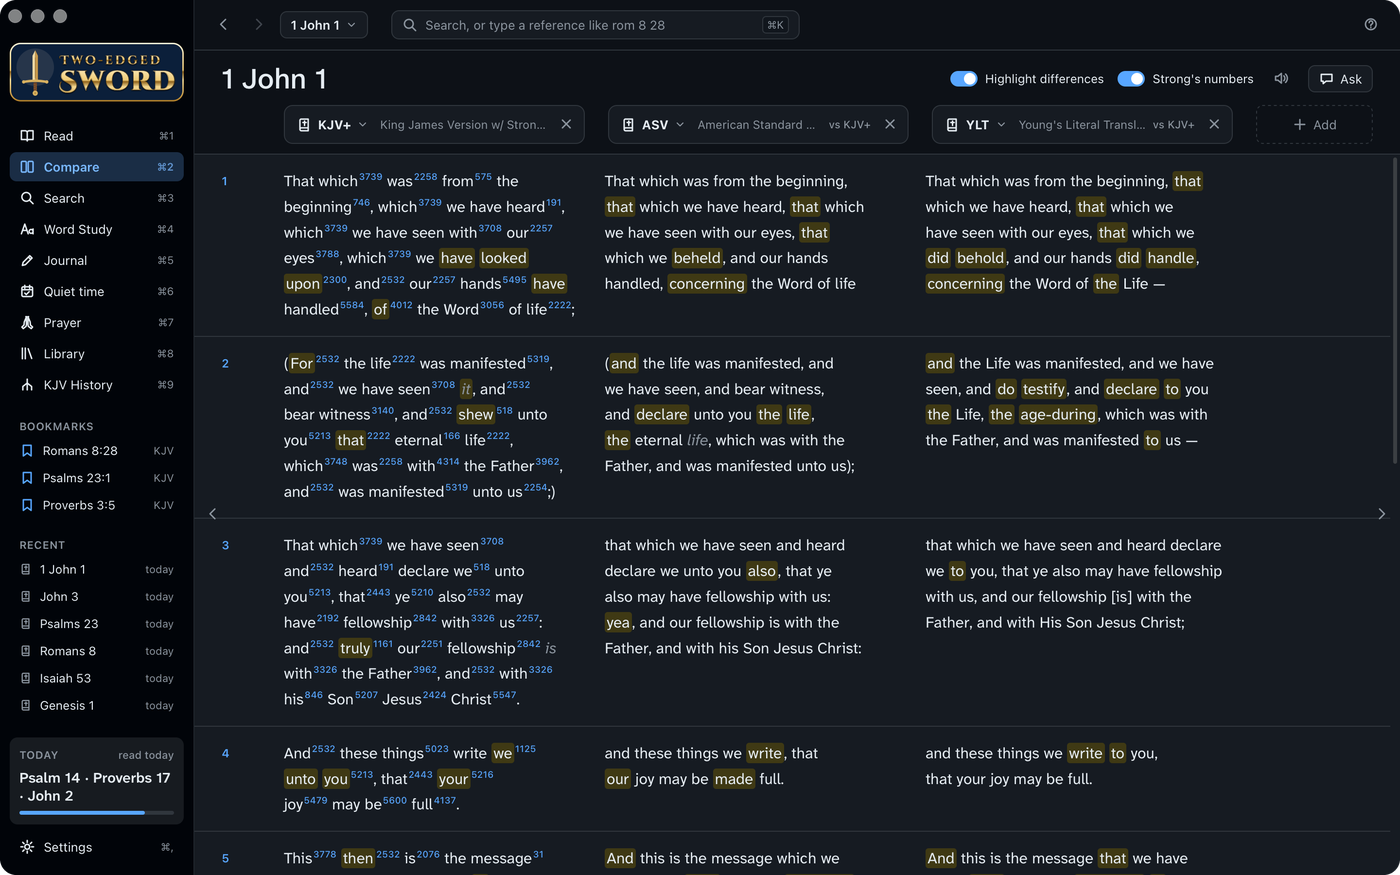 TWO-EDGED
SWORD
Read ⌘1
Compare ⌘2
Search ⌘3
Word Study ⌘4
Journal ⌘5
Quiet time ⌘6
Prayer ⌘7
Library ⌘8
KJV History ⌘9
BOOKMARKS
Romans 8:28 KJV
Psalms 23:1 KJV
Proverbs 3:5 KJV
RECENT
1 John 1 today
John 3 today
Psalms 23 today
Romans 8 today
Isaiah 53 today
Genesis 1 today
TODAY read today
Psalm 14 · Proverbs 17
· John 2
Settings ⌘,
1 John 1
Search, or type a reference like rom 8 28 ⌘K
1 John 1
Highlight differences
Strong's numbers
Ask
KJV+ King James Version w/ Stron...
ASV American Standard ... vs KJV+
YLT Young's Literal Transl... vs KJV+
Add
1
That which3739 was2258 from575 the
beginning746, which3739 we have heard191,
which3739 we have seen with3708 our2257
eyes3788, which3739 we have looked
upon2300, and2532 our2257 hands5495 have
handled5584, of4012 the Word3056 of life2222;
That which was from the beginning,
that which we have heard, that which
we have seen with our eyes, that
which we beheld, and our hands
handled, concerning the Word of life
That which was from the beginning, that
which we have heard, that which we
have seen with our eyes, that which we
did behold, and our hands did handle,
concerning the Word of the Life —
2
(For2532 the life2222 was manifested5319,
and2532 we have seen3708 it, and2532
bear witness3140, and2532 shew518 unto
you5213 that2222 eternal166 life2222,
which3748 was2258 with4314 the Father3962,
and2532 was manifested5319 unto us2254;)
(and the life was manifested, and
we have seen, and bear witness,
and declare unto you the life,
the eternal life, which was with the
Father, and was manifested unto us);
and the Life was manifested, and we have
seen, and do testify, and declare to you
the Life, the age-during, which was with
the Father, and was manifested to us —
3
That which3739 we have seen3708
and2532 heard191 declare we518 unto
you5213, that2443 ye5210 also2532 may
have2192 fellowship2842 with3326 us2257:
and2532 truly1161 our2251 fellowship2842 is
with3326 the Father3962, and2532 with3326
his846 Son5207 Jesus2424 Christ5547.
that which we have seen and heard
declare we unto you also, that ye
also may have fellowship with us:
yea, and our fellowship is with the
Father, and with his Son Jesus Christ:
that which we have seen and heard declare
we to you, that ye also may have fellowship
with us, and our fellowship [is] with the
Father, and with His Son Jesus Christ;
4
And2532 these things5023 write we1125
unto you5213, that2443 your5216
joy5479 may be5600 full4137.
and these things we write, that
our joy may be made full.
and these things we write to you,
that your joy may be full.
5
This3778 then2532 is2076 the message31
And this is the message which we
And this is the message that we have